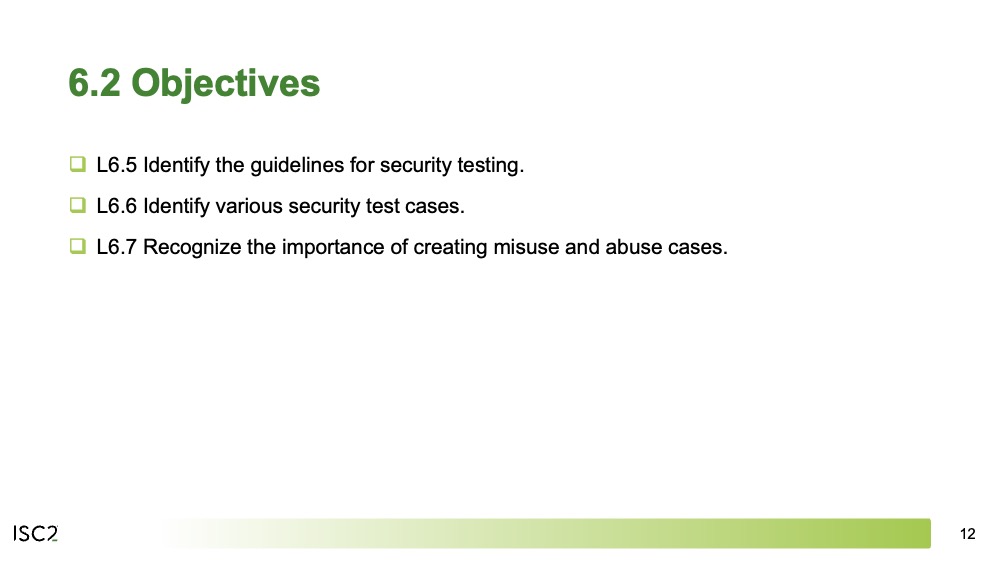 6.2 Objectives
L6.5 Identify the guidelines for security testing.
L6.6 Identify various security test cases.
L6.7 Recognize the importance of creating misuse and abuse cases.
ISC2
12